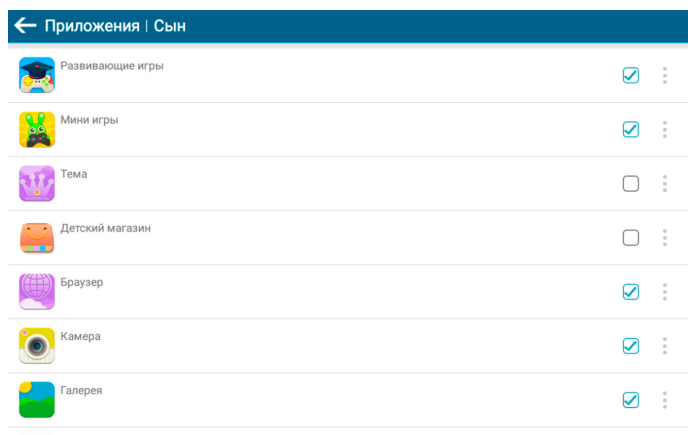 Приложения | Сын
Развивающие игры
Мини игры
Тема
Детский магазин
Браузер
Камера
Галерея